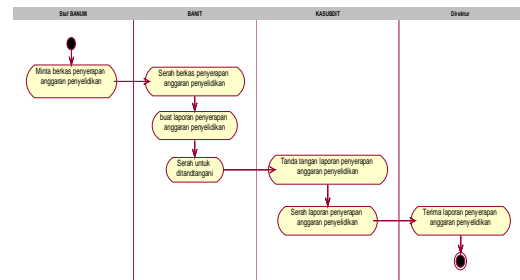 Staf BANUM
BANIT
KASUBDIT
Direktur
Minta berkas penyerapan
anggaran penyelidikan
Serah berkas penyerapan
anggaran penyelidikan
buat laporan penyerapan
anggaran penyelidikan
Serah untuk
ditandtangani
Tanda tangan laporan penyerapan
anggaran penyelidikan
Serah laporan penyerapan
anggaran penyelidikan
Terima laporan penyerapan
anggaran penyelidikan